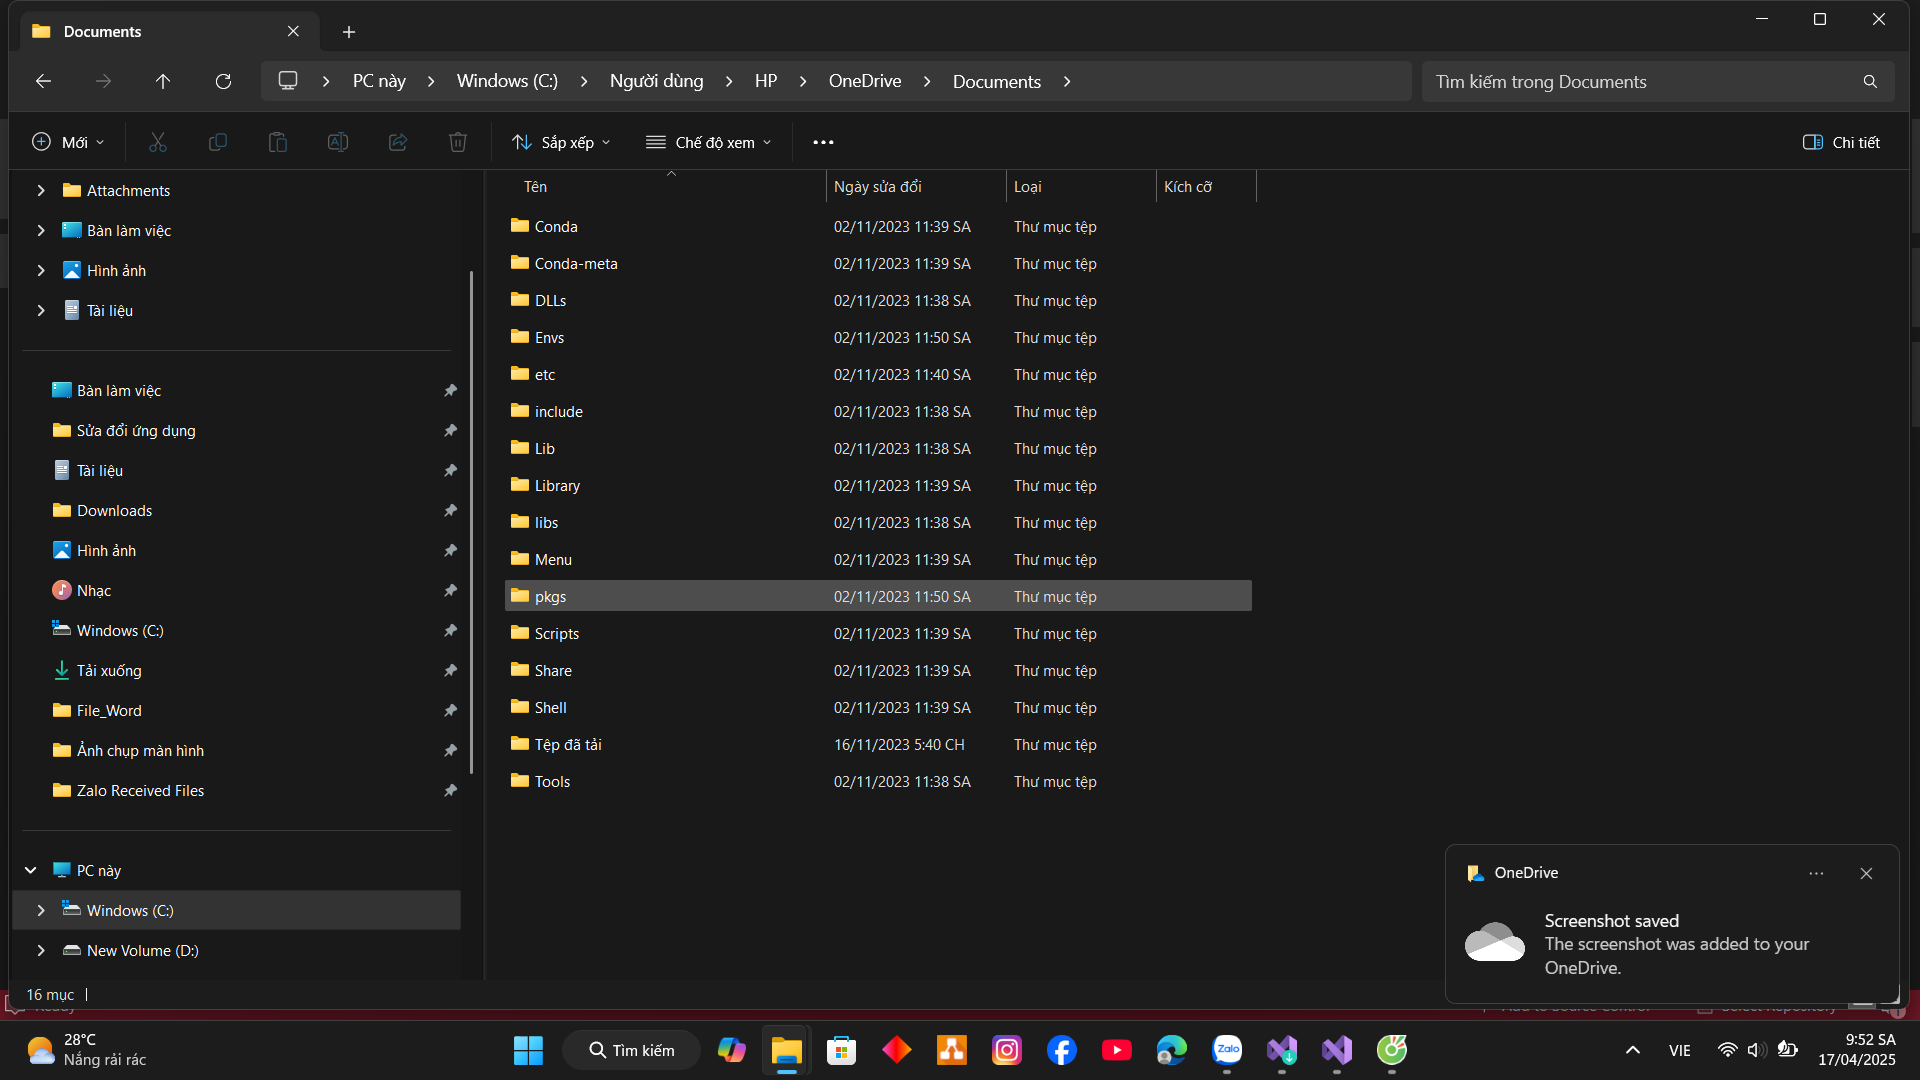 Documents
PC này
Windows (C:)
Người dùng
HP
OneDrive
Documents
Tìm kiếm trong Documents
Mới
Sắp xếp
Chế độ xem
Chi tiết
Attachments
Bàn làm việc
Hình ảnh
Tài liệu
Bàn làm việc
Sửa đổi ứng dụng
Tài liệu
Downloads
Hình ảnh
Nhạc
Windows (C:)
Tải xuống
File_Word
Ảnh chụp màn hình
Zalo Received Files
PC này
Windows (C:)
New Volume (D:)
Tên Ngày sửa đổi Loại Kích cỡ
Conda 02/11/2023 11:39 SA Thư mục tệp
Conda-meta 02/11/2023 11:39 SA Thư mục tệp
DLLs 02/11/2023 11:38 SA Thư mục tệp
Envs 02/11/2023 11:50 SA Thư mục tệp
etc 02/11/2023 11:40 SA Thư mục tệp
include 02/11/2023 11:38 SA Thư mục tệp
Lib 02/11/2023 11:38 SA Thư mục tệp
Library 02/11/2023 11:39 SA Thư mục tệp
libs 02/11/2023 11:38 SA Thư mục tệp
Menu 02/11/2023 11:39 SA Thư mục tệp
pkgs 02/11/2023 11:50 SA Thư mục tệp
Scripts 02/11/2023 11:39 SA Thư mục tệp
Share 02/11/2023 11:39 SA Thư mục tệp
Shell 02/11/2023 11:39 SA Thư mục tệp
Tệp đã tải 16/11/2023 5:40 CH Thư mục tệp
Tools 02/11/2023 11:38 SA Thư mục tệp
OneDrive
Screenshot saved
The screenshot was added to your
OneDrive.
16 mục
28°C
Nắng rải rác
Tìm kiếm
Zalo
VIE
9:52 SA
17/04/2025